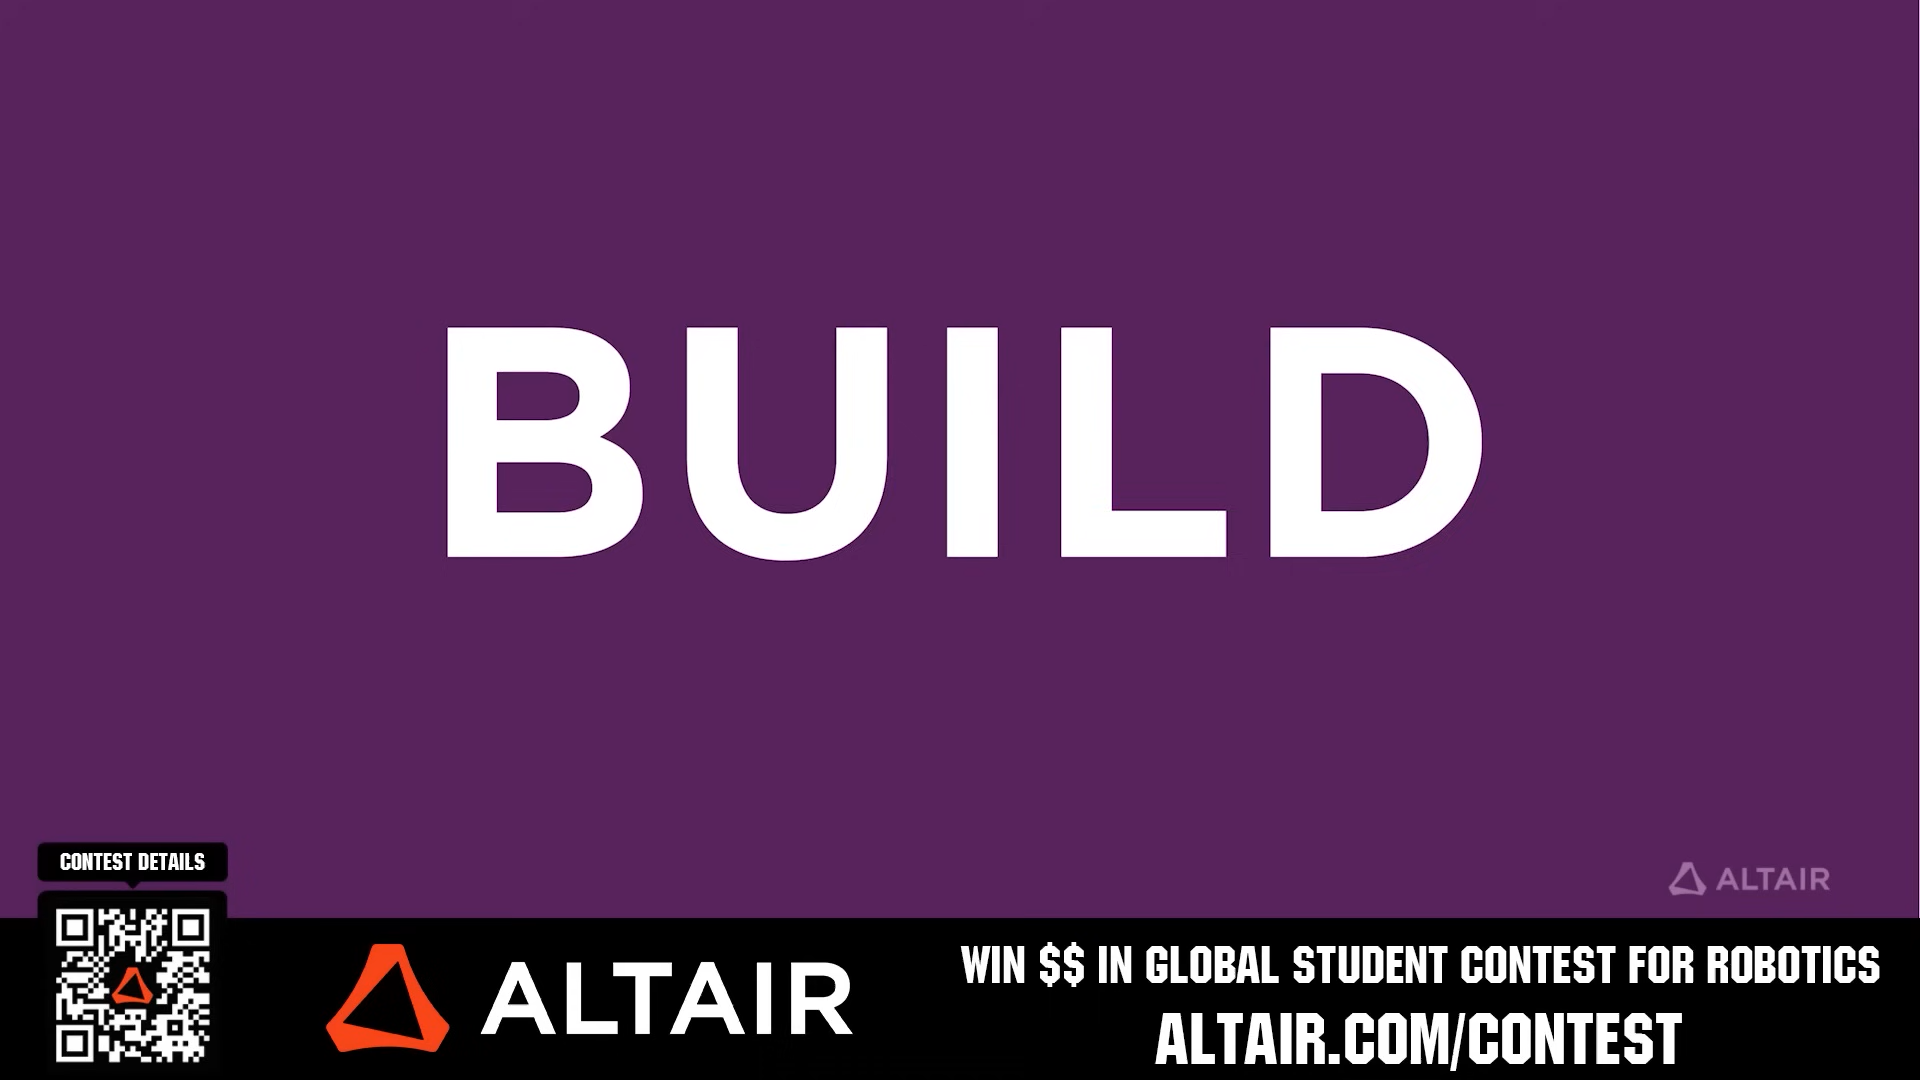 BUILD
CONTEST DETAILS
ALTAIR
ALTAIR
WIN $$ IN GLOBAL STUDENT CONTEST FOR ROBOTICS
ALTAIR.COM/CONTEST